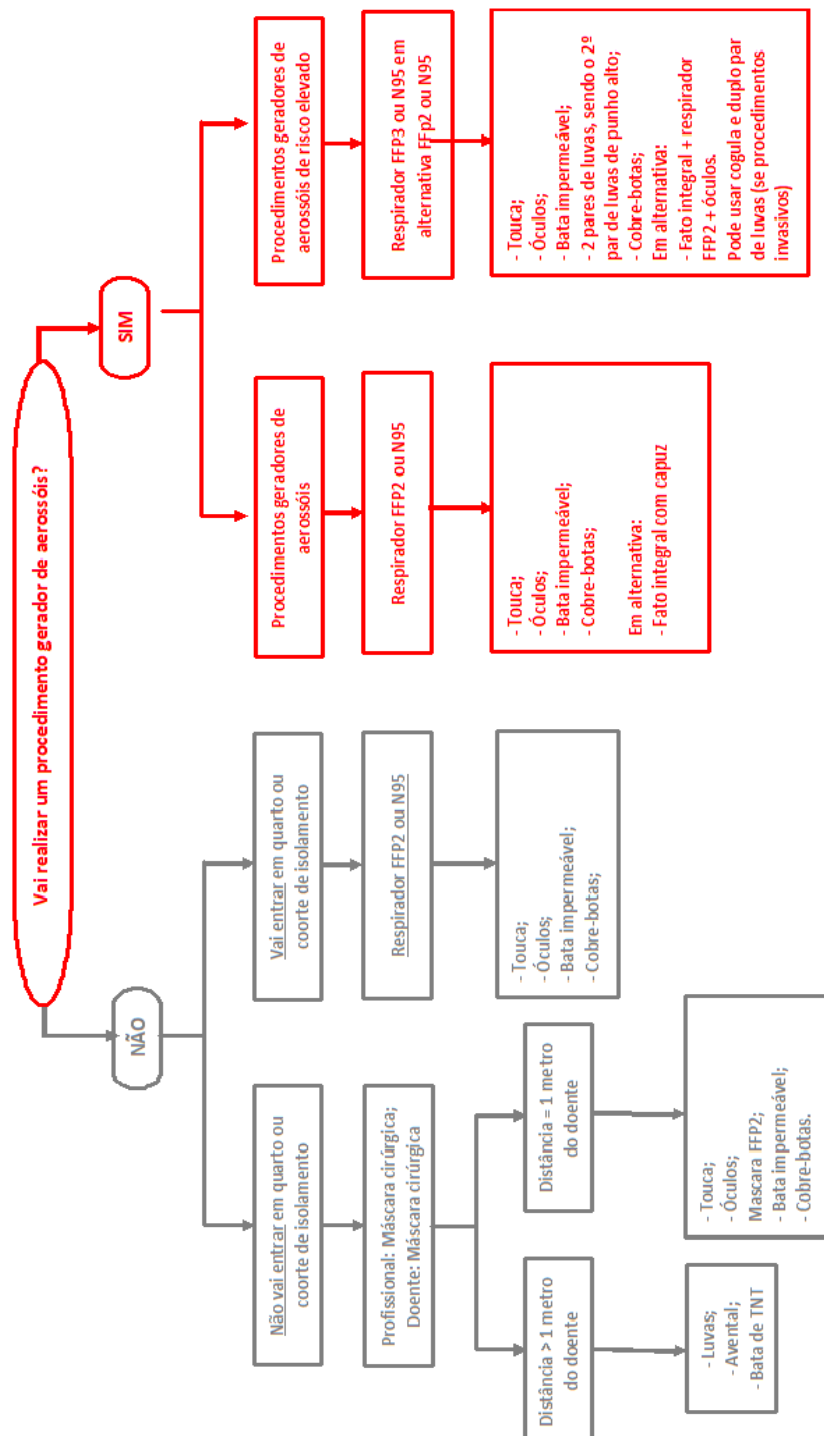 Vai realizar um procedimento gerador de aerossóis?
NÃO
SIM
Não vai entrar em quarto ou
coorte de isolamento
Vai entrar em quarto ou
coorte de isolamento
Procedimentos geradores de
aerossóis
Procedimentos geradores de
aerossóis de risco elevado
Profissional: Máscara cirúrgica;
Doente: Máscara cirúrgica
Respirador FFP2 ou N95
Respirador FFP2 ou N95
Respirador FFP3 ou N95 em
alternativa FFp2 ou N95
Distância > 1 metro
do doente
Distância = 1 metro
do doente
- Luvas;
- Avental;
- Bata de TNT
- Touca;
- Óculos;
Mascara FFP2;
- Bata impermeável;
- Cobre-botas.
- Touca;
- Óculos;
- Bata impermeável;
- Cobre-botas;
- Touca;
- Óculos;
- Bata impermeável;
- Cobre-botas;
Em alternativa:
- Fato integral com capuz
- Touca;
- Óculos;
- Bata impermeável;
- 2 pares de luvas, sendo o 2º
par de luvas de punho alto;
- Cobre-botas;
Em alternativa:
- Fato integral + respirador
FFP2 + óculos.
Pode usar cogula e duplo par
de luvas (se procedimentos
invasivos)